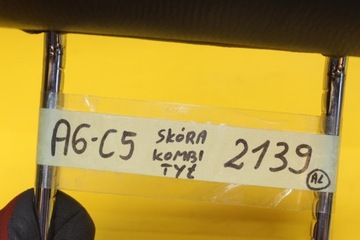 A6-C5 SKÓRA KOMBI TYŁ 2139 AL